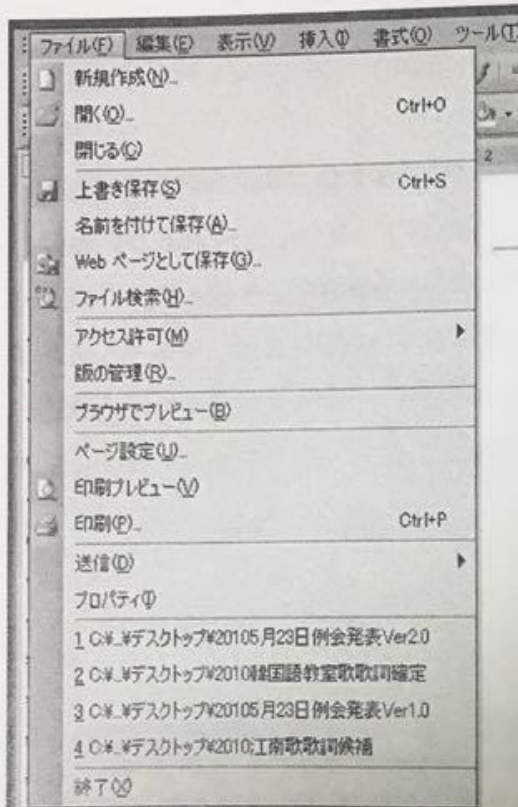 ファイル(F) 編集(E) 表示(V) 挿入(I) 書式(O) ツール(T
新規作成(N)...
開く(O)... Ctrl+O
閉じる(C)
2
上書き保存(S) Ctrl+S
名前を付けて保存(A)...
Web ページとして保存(G)...
ファイル検索(H)...
アクセス許可(M)
版の管理(R)...
ブラウザでプレビュー(B)
ページ設定(U)...
印刷プレビュー(V)
印刷(P)... Ctrl+P
送信(D)
プロパティ(I)
1 C:¥...¥デスクトップ¥20105月23日例会発表Ver2.0
2 C:¥...¥デスクトップ¥2010韓国語教室歌歌詞確定
3 C:¥...¥デスクトップ¥20105月23日例会発表Ver1.0
4 C:¥...¥デスクトップ¥2010江南歌歌詞候補
終了(X)